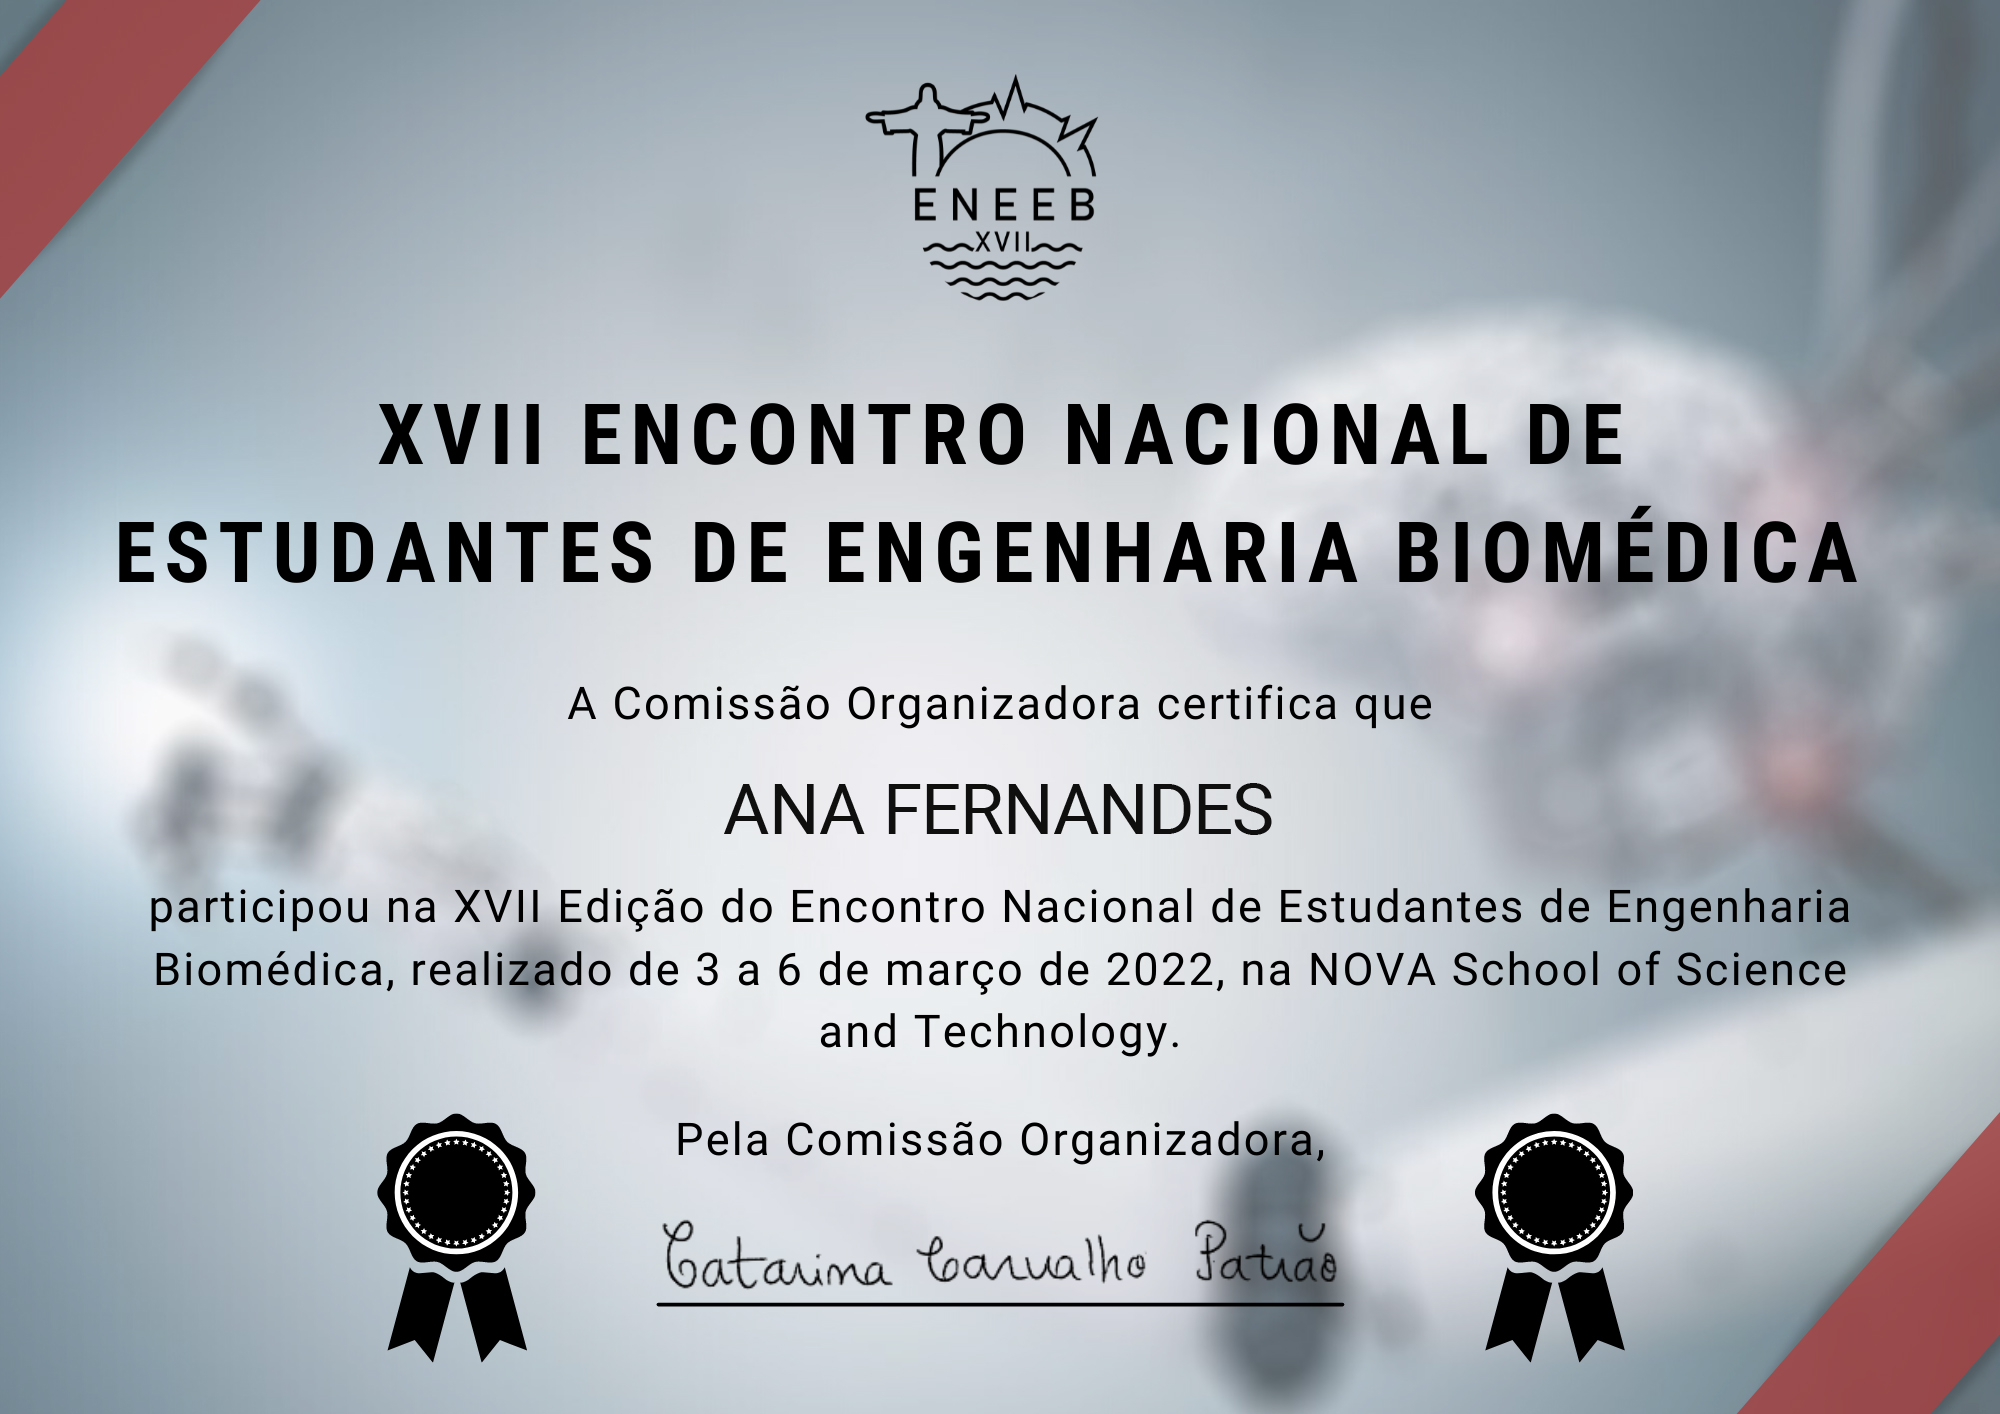 ENEEB
XVII
XVII ENCONTRO NACIONAL DE
ESTUDANTES DE ENGENHARIA BIOMÉDICA
A Comissão Organizadora certifica que
ANA FERNANDES
participou na XVII Edição do Encontro Nacional de Estudantes de Engenharia
Biomédica, realizado de 3 a 6 de março de 2022, na NOVA School of Science
and Technology.
Pela Comissão Organizadora,
Catarina Carvalho Patrão